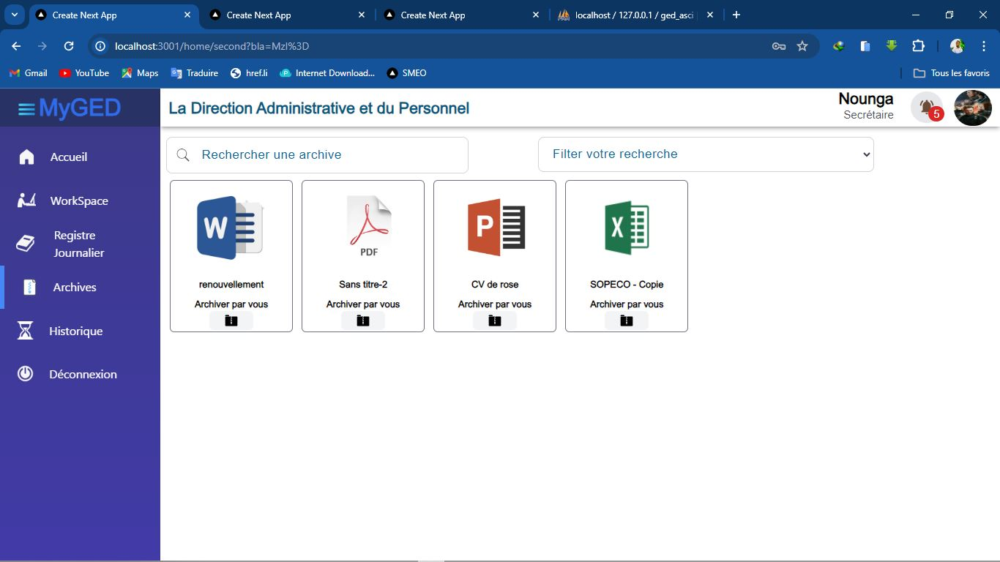 Create Next App
Create Next App
Create Next App
localhost / 127.0.0.1 / ged_asci
localhost:3001/home/second?bla=MzI%3D
Gmail
YouTube
Maps
Traduire
href.li
Internet Download...
SMEO
Tous les favoris
MyGED
La Direction Administrative et du Personnel
Nounga
Secrétaire
5
Accueil
WorkSpace
Registre
Journalier
Archives
Historique
Déconnexion
Rechercher une archive
Filter votre recherche
W
PDF
P
X
renouvellement
Sans titre-2
CV de rose
SOPECO - Copie
Archiver par vous
Archiver par vous
Archiver par vous
Archiver par vous